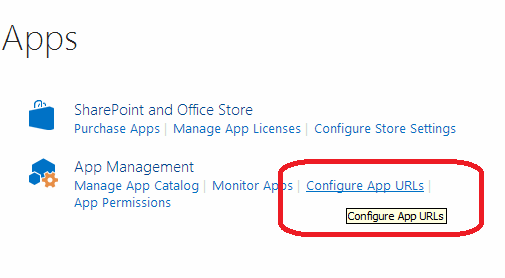 Apps
SharePoint and Office Store
Purchase Apps | Manage App Licenses | Configure Store Settings
App Management
Manage App Catalog | Monitor Apps | Configure App URLs |
App Permissions
Configure App URLs